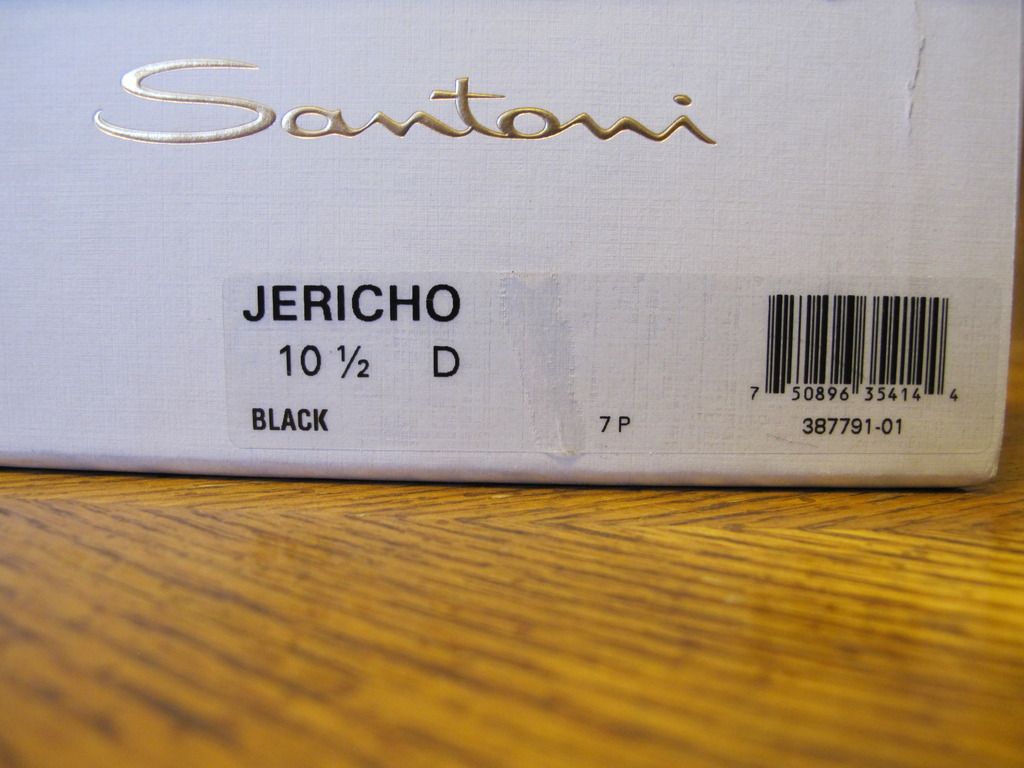 Santoni
JERICHO
10 ½ D
BLACK 7 P
7 50896 35414 4
387791-01